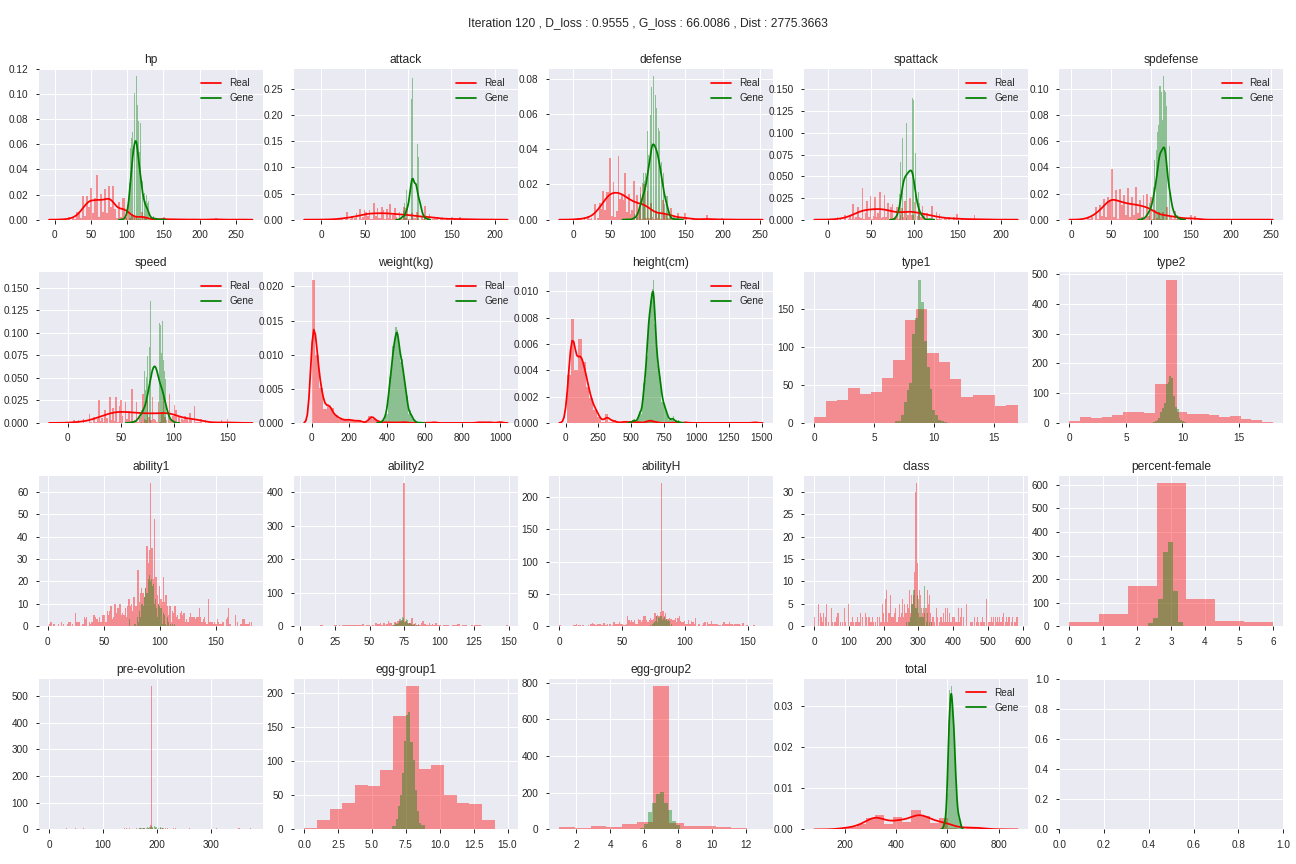 Iteration 120 , D_loss : 0.9555 , G_loss : 66.0086 , Dist : 2775.3663
hp
0.12
0.10
0.08
0.06
0.04
0.02
0.00
0 50 100 150 200 250
Real
Gene
attack
0.25
0.20
0.15
0.10
0.05
0.00
0 50 100 150 200
Real
Gene
defense
0.08
0.06
0.04
0.02
0.00
0 50 100 150 200 250
Real
Gene
spattack
0.150
0.125
0.100
0.075
0.050
0.025
0.000
0 50 100 150 200
Real
Gene
spdefense
0.10
0.08
0.06
0.04
0.02
0.00
0 50 100 150 200 250
Real
Gene
speed
0.150
0.125
0.100
0.075
0.050
0.025
0.000
0 50 100 150
Real
Gene
weight(kg)
0.020
0.015
0.010
0.005
0.000
0 200 400 600 800 1000
Real
Gene
height(cm)
0.010
0.008
0.006
0.004
0.002
0.000
0 250 500 750 1000 1250 1500
Real
Gene
type1
150
100
50
0
0 5 10 15
type2
500
400
300
200
100
0
0 5 10 15
ability1
60
50
40
30
20
10
0
0 50 100 150
ability2
400
300
200
100
0
0 25 50 75 100 125 150
abilityH
200
150
100
50
0
0 50 100 150
class
30
25
20
15
10
5
0
0 100 200 300 400 500 600
percent-female
600
500
400
300
200
100
0
0 1 2 3 4 5 6
pre-evolution
500
400
300
200
100
0
0 100 200 300
egg-group1
200
150
100
50
0
0.0 2.5 5.0 7.5 10.0 12.5 15.0
egg-group2
800
600
400
200
0
2 4 6 8 10 12
total
0.03
0.02
0.01
0.00
200 400 600 800
Real
Gene
1.0
0.8
0.6
0.4
0.2
0.0
0.0 0.2 0.4 0.6 0.8 1.0